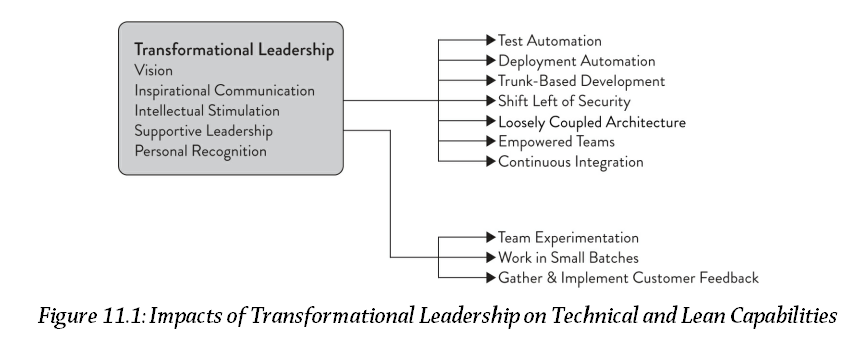 Transformational Leadership
Vision
Inspirational Communication
Intellectual Stimulation
Supportive Leadership
Personal Recognition
Test Automation
Deployment Automation
Trunk-Based Development
Shift Left of Security
Loosely Coupled Architecture
Empowered Teams
Continuous Integration
Team Experimentation
Work in Small Batches
Gather & Implement Customer Feedback
Figure 11.1: Impacts of Transformational Leadership on Technical and Lean Capabilities